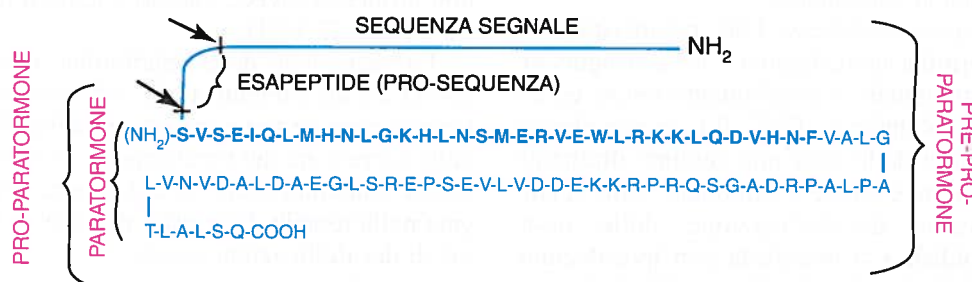 SEQUENZA SEGNALE
NH2
ESAPEPTIDE (PRO-SEQUENZA)
PRO-PARATORMONE
PARATORMONE
PRE-PRO-
PARATORMONE
(NH2)-S-V-S-E-I-Q-L-M-H-N-L-G-K-H-L-N-S-M-E-R-V-E-W-L-R-K-K-L-Q-D-V-H-N-F-V-A-L-G
L-V-N-V-D-A-L-D-A-E-G-L-S-R-E-P-S-E-V-L-V-D-D-E-K-K-R-P-R-Q-S-G-A-D-R-P-A-L-P-A
T-L-A-L-S-Q-COOH